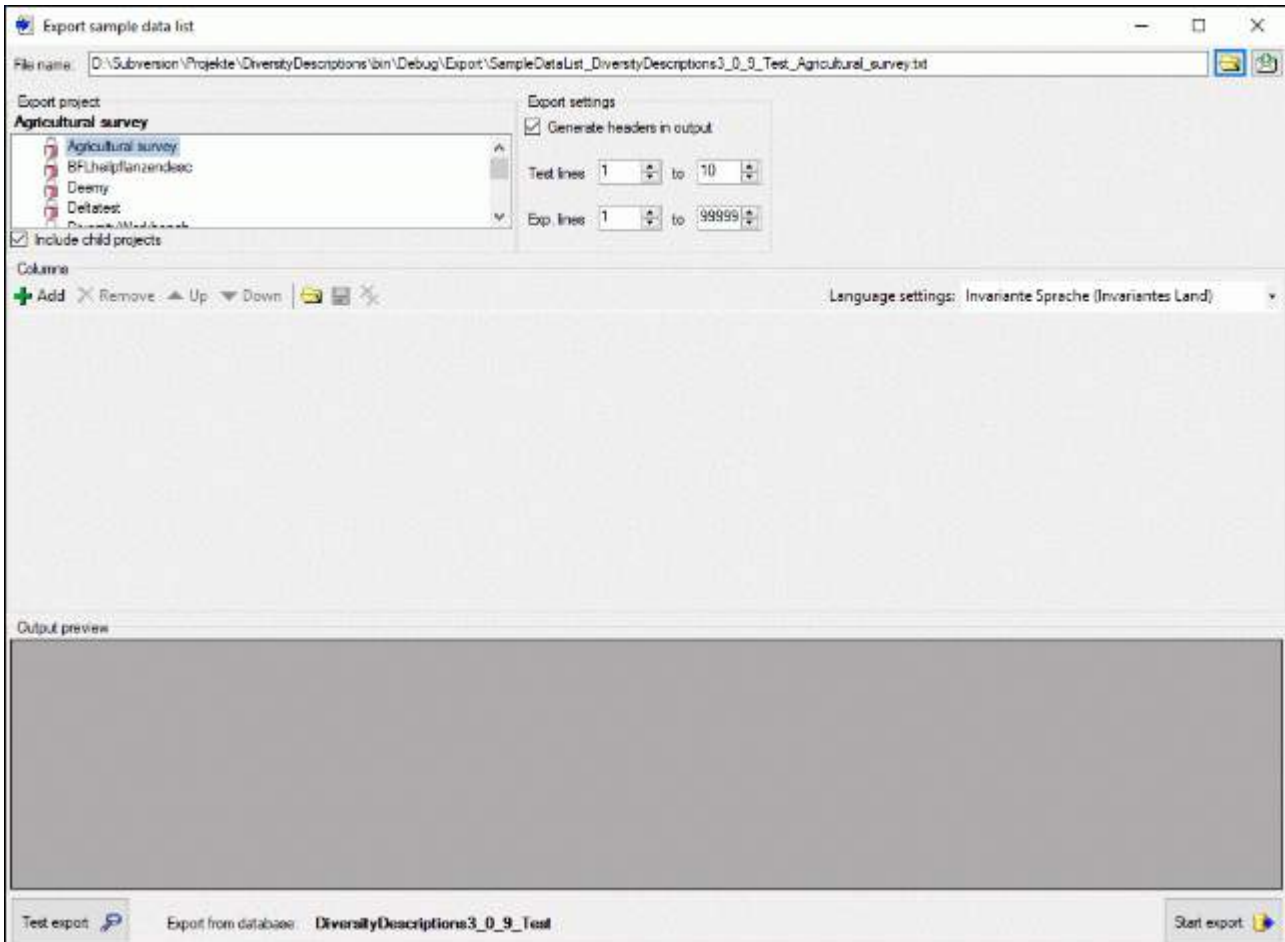 Export sample data list
File name: D:\Subversion\Projekte\DiversityDescriptions\bin\Debug\Export\SampleDataList_DiversityDescriptions3_0_9_Test_Agricultural_survey.txt
Export project
Agricultural survey
Agricultural survey
BFLheilpflanzendesc
Deemy
Deltatest
DiversityWorkbench
Include child projects
Export settings
Generate headers in output
Test lines 1 to 10
Exp. lines 1 to 99999
Columns
Add Remove Up Down Language settings: Invariante Sprache (Invariantes Land)
Output preview
Test export Export from database: DiversityDescriptions3_0_9_Test Start export